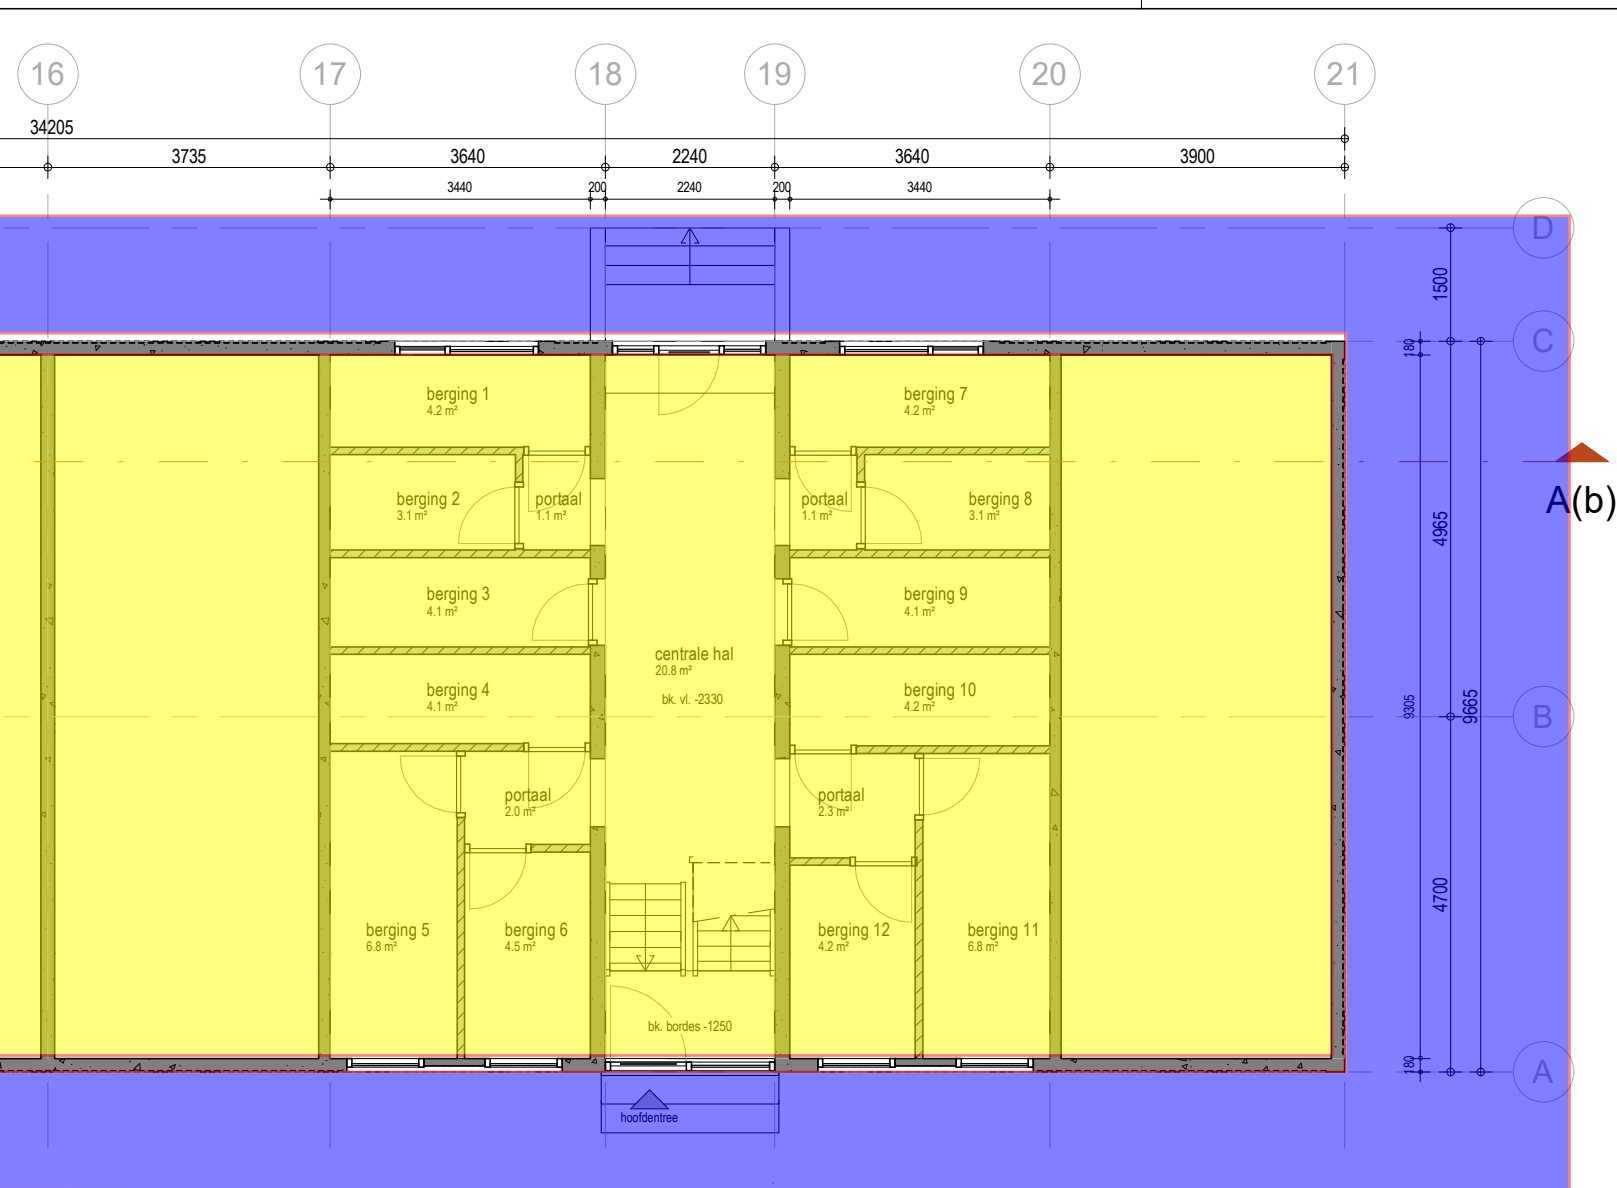 16 17 18 19 20 21
34205
3735 3640 2240 3640 3900
3440 200 2240 200 3440
D
1500
C
180
berging 1
4.2 m²
berging 7
4.2 m²
berging 2
3.1 m²
portaal
1.1 m²
portaal
1.1 m²
berging 8
3.1 m²
A(b)
4965
berging 3
4.1 m²
berging 9
4.1 m²
centrale hal
20.8 m²
bk. vl. -2330
berging 4
4.1 m²
berging 10
4.2 m²
9305
9665
B
portaal
2.0 m²
portaal
2.3 m²
4700
berging 5
6.8 m²
berging 6
4.5 m²
berging 12
4.2 m²
berging 11
6.8 m²
bk. bordes -1250
180
A
hoofdentree